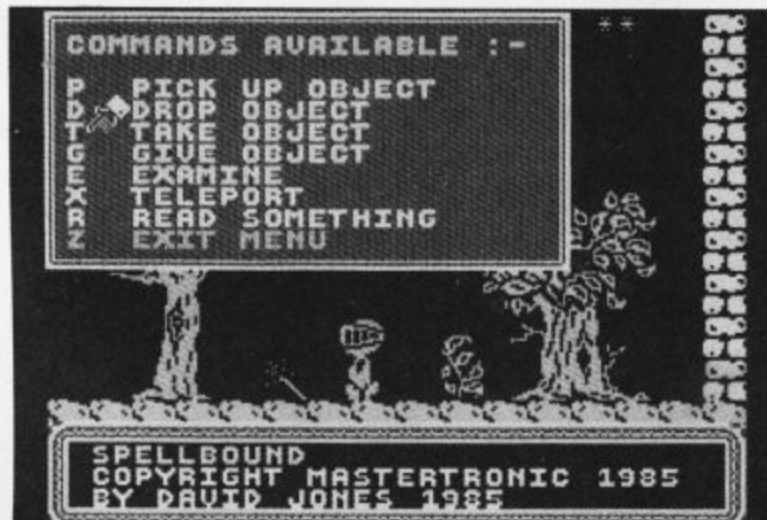 COMMANDS AVAILABLE :-
P PICK UP OBJECT
D DROP OBJECT
T TAKE OBJECT
G GIVE OBJECT
E EXAMINE
X TELEPORT
R READ SOMETHING
Z EXIT MENU
SPELLBOUND
COPYRIGHT MASTERTRONIC 1985
BY DAVID JONES 1985